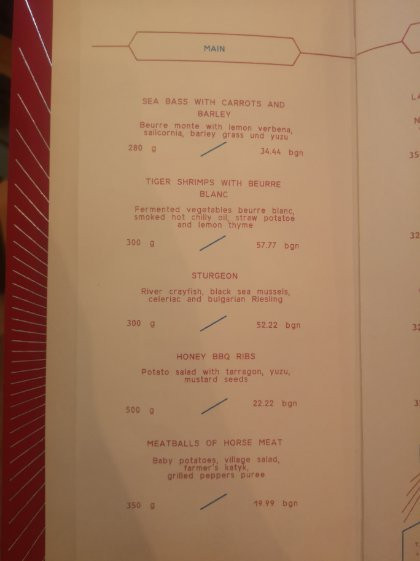 MAIN
SEA BASS WITH CARROTS AND
BARLEY
Beurre monte with lemon verbena,
salicornia, barley grass und yuzu
280 g 34.44 bgn
TIGER SHRIMPS WITH BEURRE
BLANC
Fermented vegetables beurre blanc,
smoked hot chilly oil, straw potatoe
and lemon thyme
300 g 57.77 bgn
STURGEON
River crayfish, black sea mussels,
celeriac and bulgarian Riesling
300 g 52.22 bgn
HONEY BBQ RIBS
Potato salad with tarragon, yuzu,
mustard seeds
500 g 22.22 bgn
MEATBALLS OF HORSE MEAT
Baby potatoes, village salad,
farmer's katyk,
grilled peppers puree
350 g 19.99 bgn